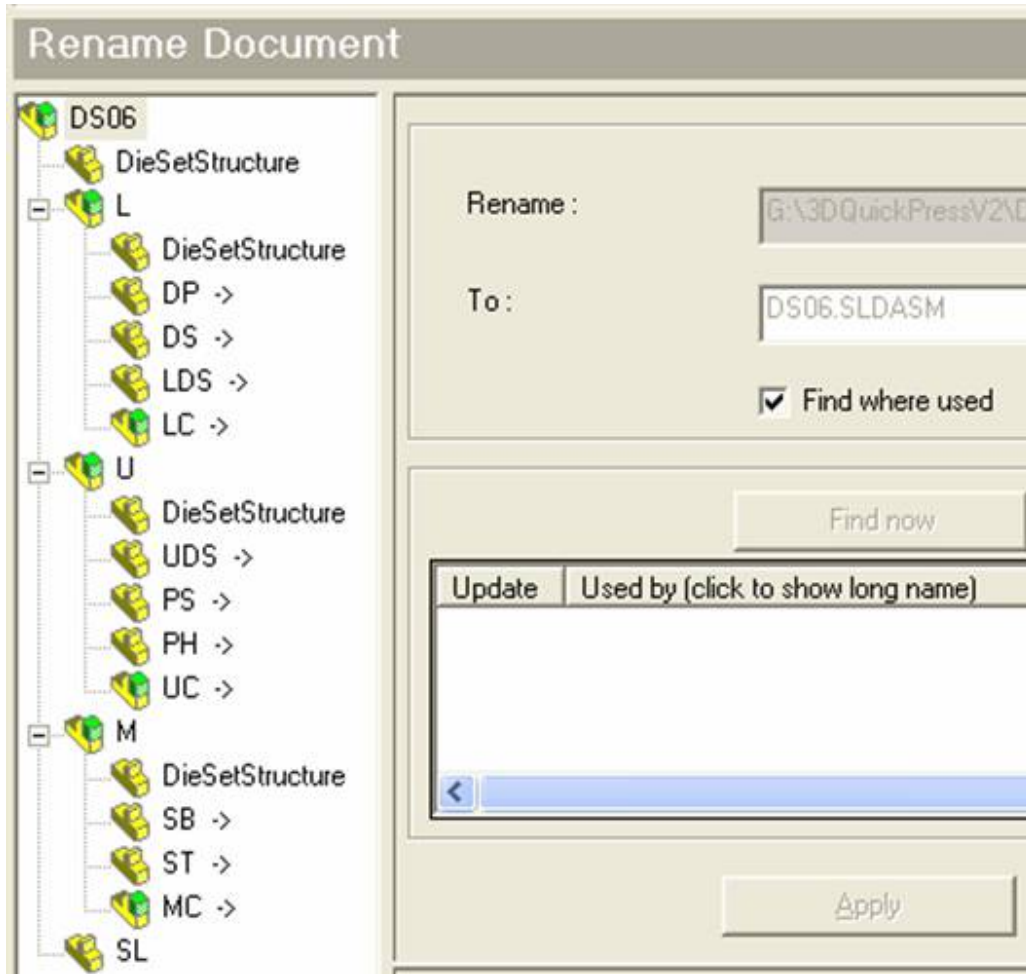 Rename Document
DS06
DieSetStructure
L
DieSetStructure
DP ->
DS ->
LDS ->
LC ->
U
DieSetStructure
UDS ->
PS ->
PH ->
UC ->
M
DieSetStructure
SB ->
ST ->
MC ->
SL
Rename :
G:\3DQuickPressV2\D
To :
DS06.SLDASM
Find where used
Find now
Update Used by (click to show long name)
Apply